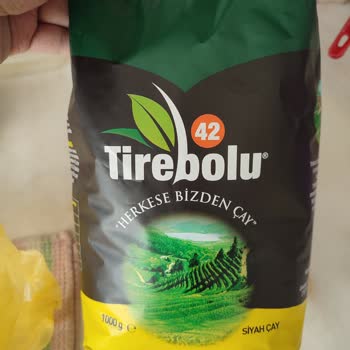 42
Tirebolu®
"HERKESE BİZDEN ÇAY"
1000 g ℮
SİYAH ÇAY